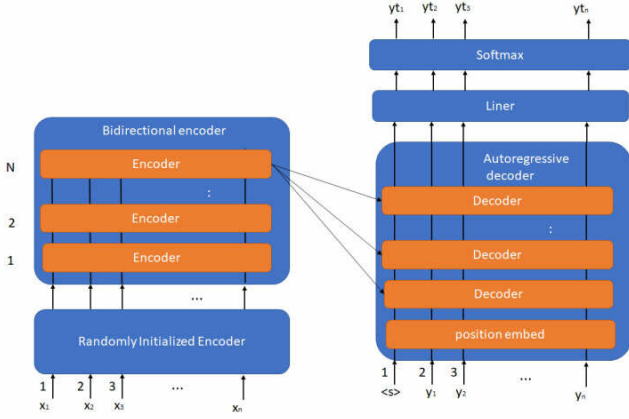 yt₁ yt₂ yt₃ ytₙ
Softmax
Liner
Bidirectional encoder
N Encoder
:
2 Encoder
1 Encoder
...
Randomly Initialized Encoder
1 2 3 ...
x₁ x₂ x₃ xₙ
Autoregressive
decoder
Decoder
:
Decoder
Decoder
position embed
1 2 3 ...
<s> y₁ y₂ yₙ